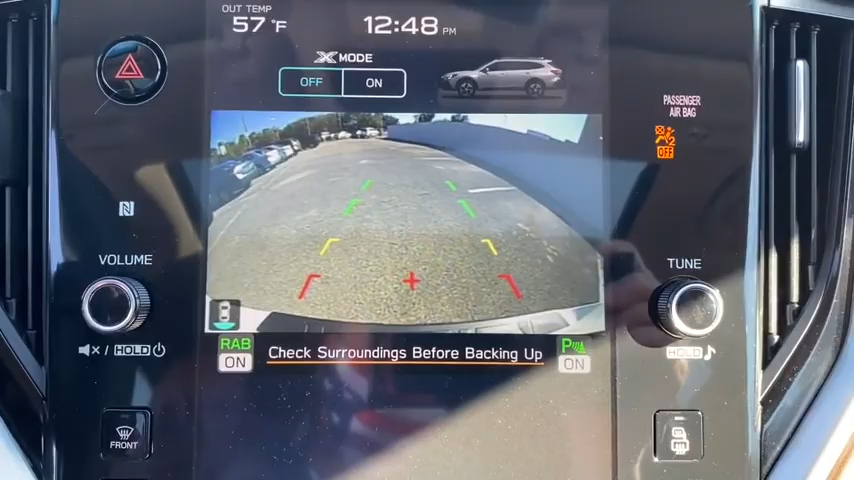 OUT TEMP
57°F
12:48 PM
X MODE
OFF ON
PASSENGER
AIR BAG
2
OFF
N
VOLUME
TUNE
/ HOLD
HOLD
RAB
ON
Check Surroundings Before Backing Up
P
ON
FRONT